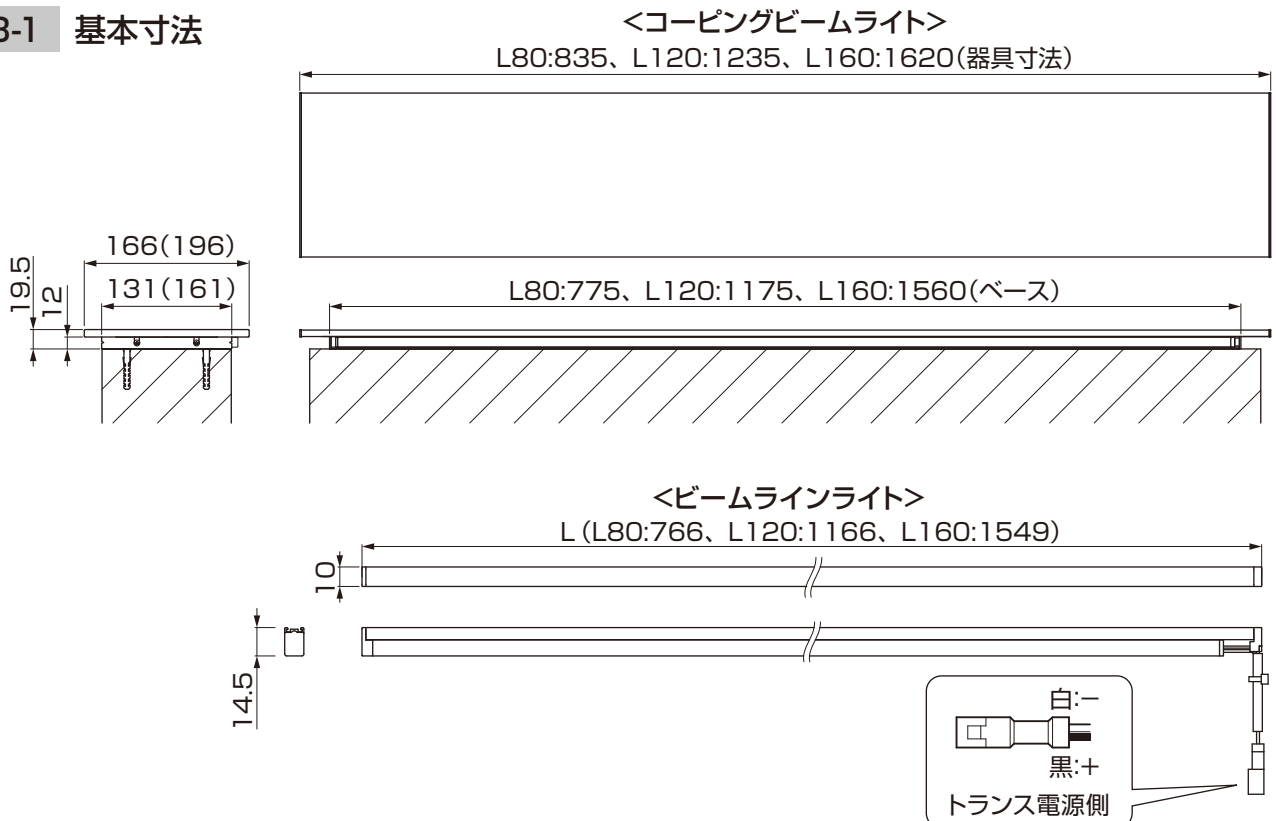 3-1 基本寸法
<コーピングビームライト>
L80:835、L120:1235、L160:1620(器具寸法)
166(196)
131(161)
19.5
12
L80:775、L120:1175、L160:1560(ベース)
<ビームラインライト>
L(L80:766、L120:1166、L160:1549)
10
14.5
白:−
黒:+
トランス電源側